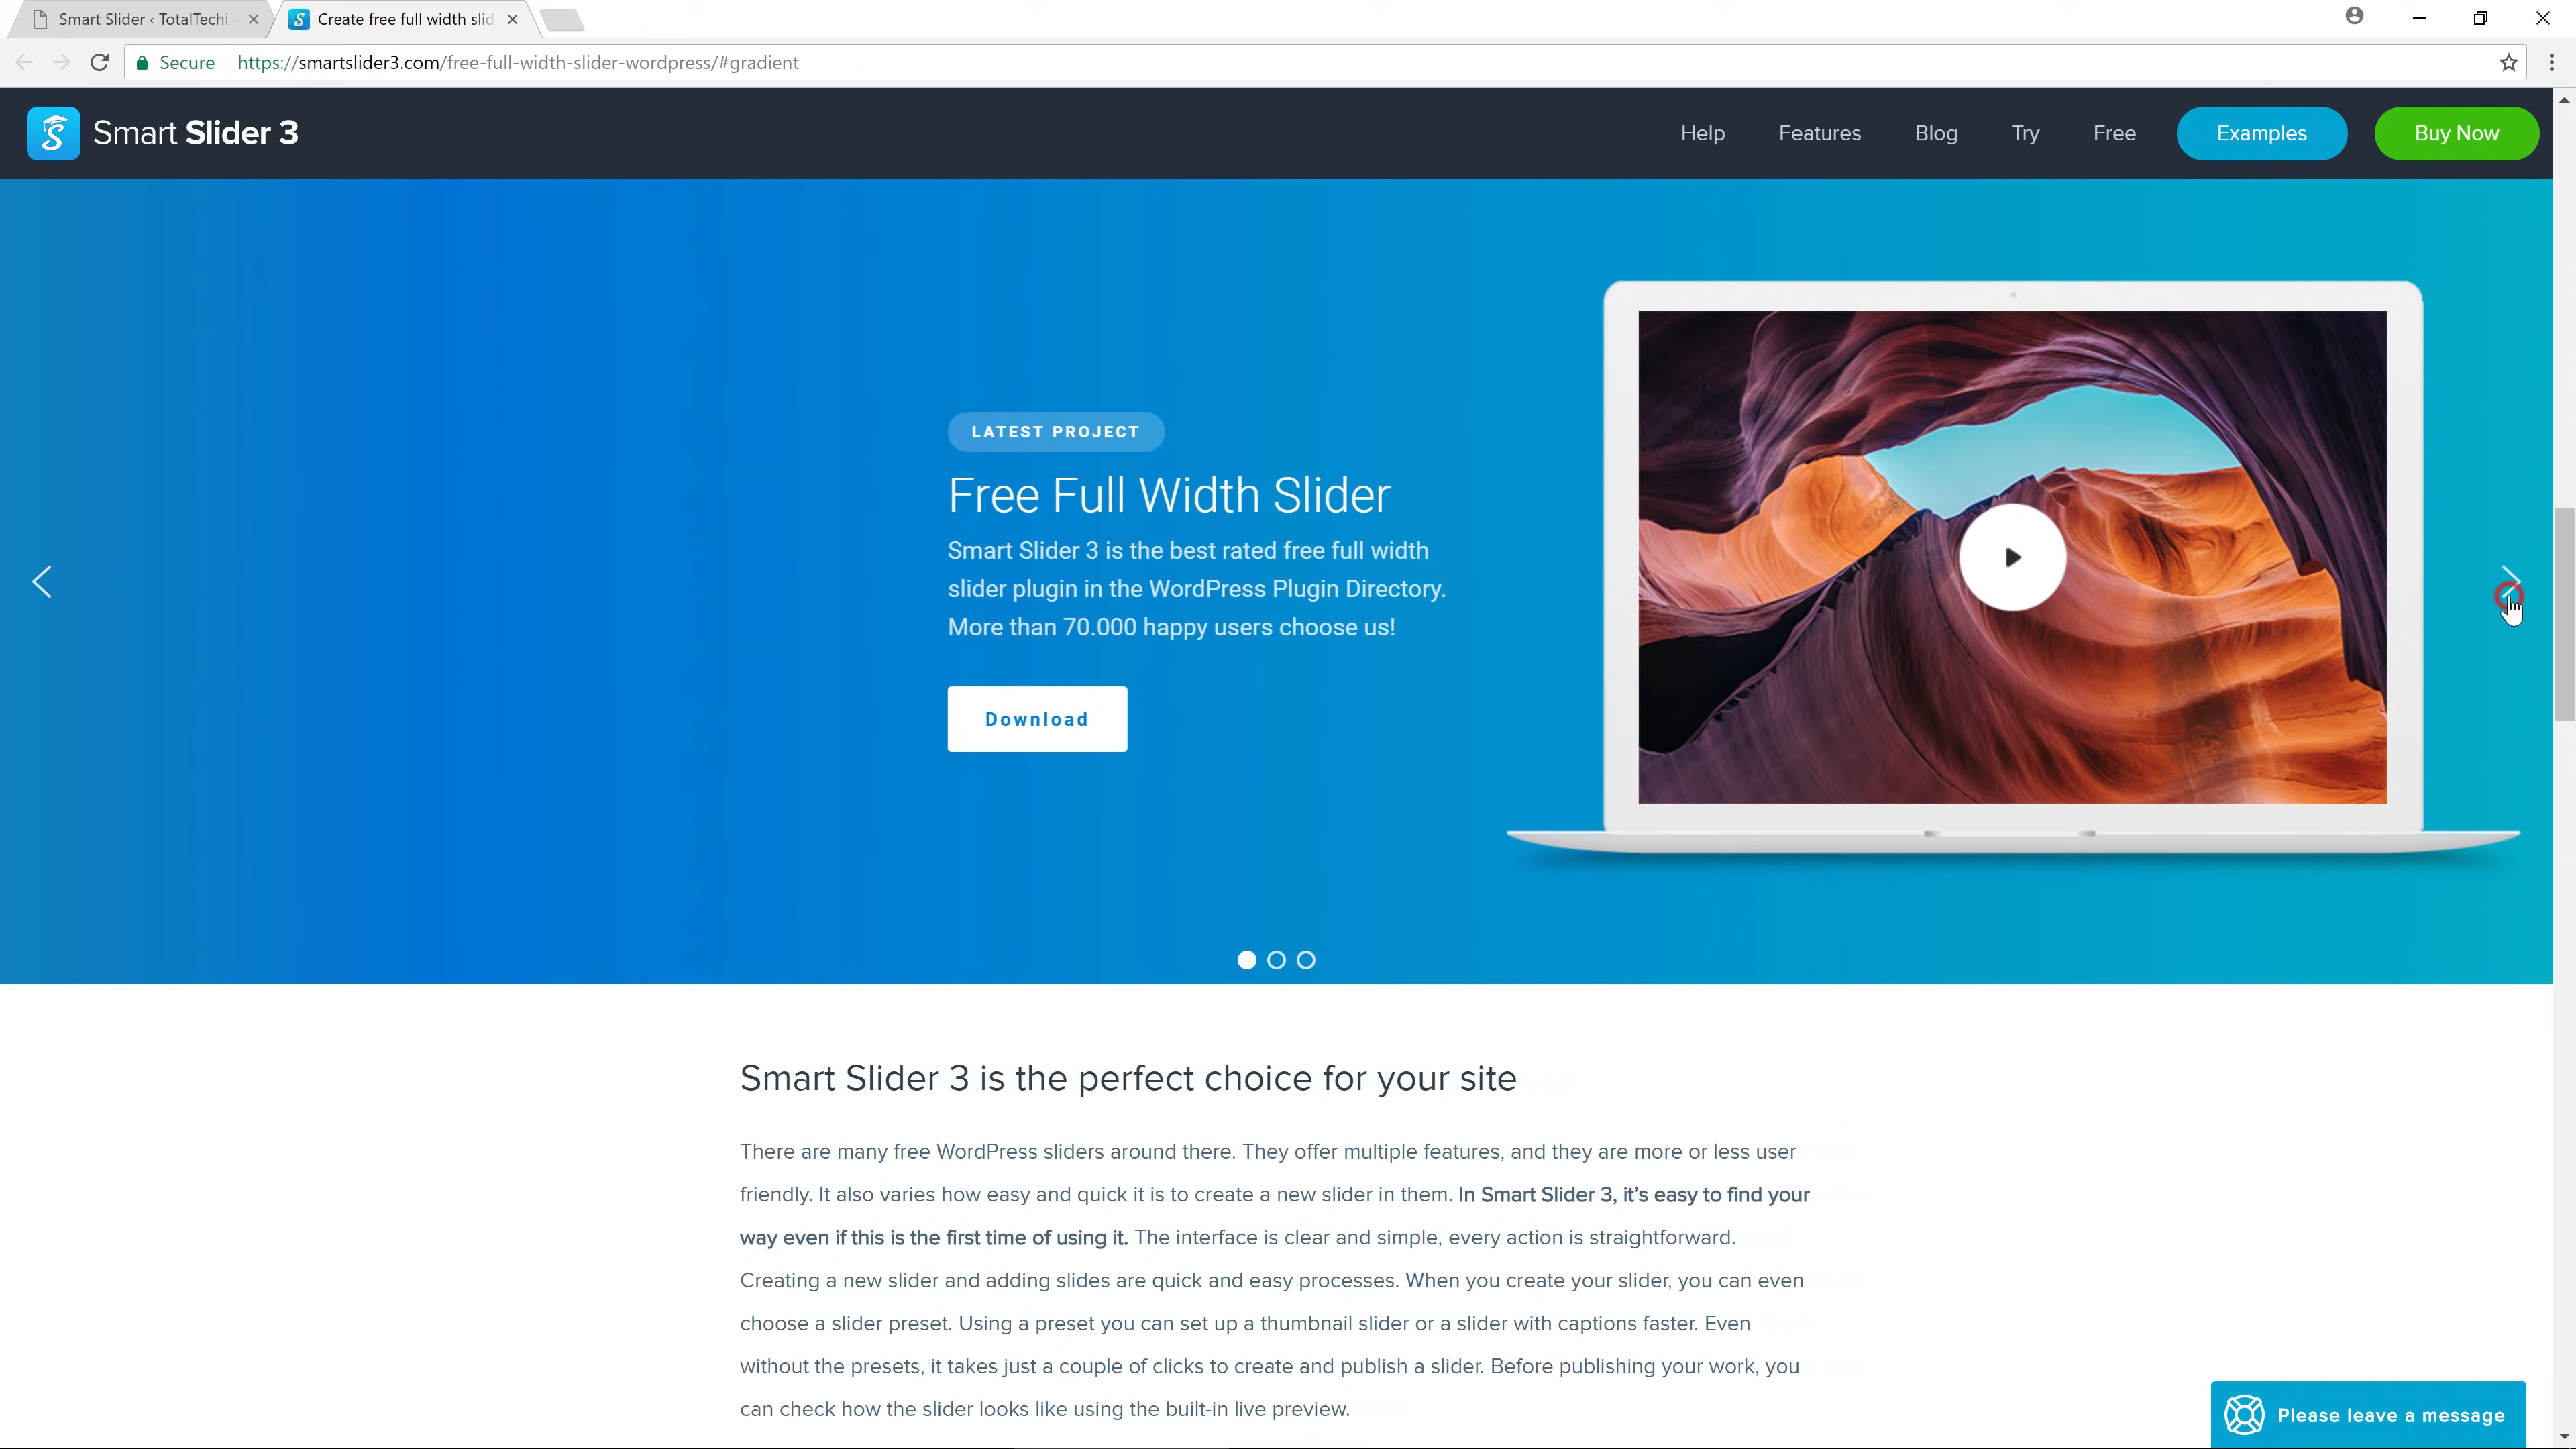 Smart Slider ‹ TotalTechi
Create free full width slid
Secure
https://smartslider3.com/free-full-width-slider-wordpress/#gradient
S
Smart Slider 3
Help
Features
Blog
Try
Free
Examples
Buy Now
LATEST PROJECT
Free Full Width Slider
Smart Slider 3 is the best rated free full width
slider plugin in the WordPress Plugin Directory.
More than 70.000 happy users choose us!
Download
Smart Slider 3 is the perfect choice for your site
There are many free WordPress sliders around there. They offer multiple features, and they are more or less user
friendly. It also varies how easy and quick it is to create a new slider in them. In Smart Slider 3, it's easy to find your
way even if this is the first time of using it. The interface is clear and simple, every action is straightforward.
Creating a new slider and adding slides are quick and easy processes. When you create your slider, you can even
choose a slider preset. Using a preset you can set up a thumbnail slider or a slider with captions faster. Even
without the presets, it takes just a couple of clicks to create and publish a slider. Before publishing your work, you
can check how the slider looks like using the built-in live preview.
Please leave a message